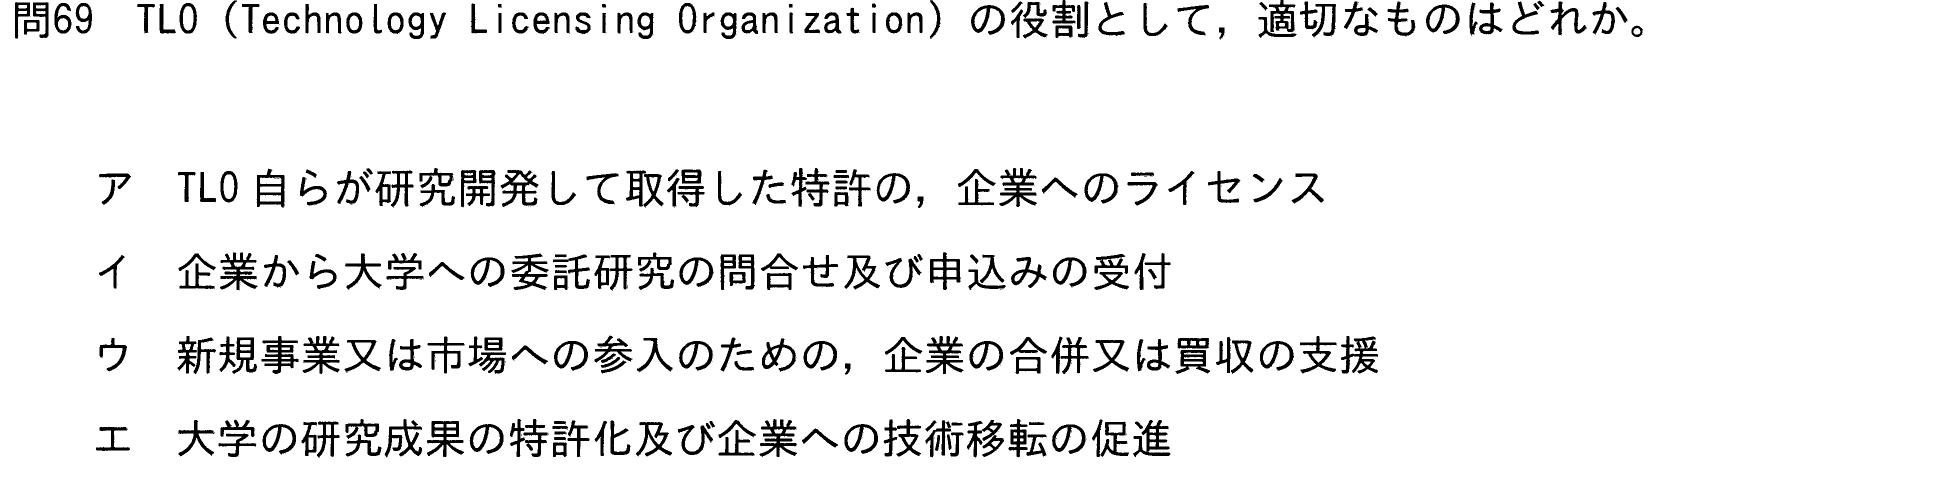 問69 TLO (Technology Licensing Organization) の役割として，適切なものはどれか。
ア TLO 自らが研究開発して取得した特許の，企業へのライセンス
イ 企業から大学への委託研究の問合せ及び申込みの受付
ウ 新規事業又は市場への参入のための，企業の合併又は買収の支援
エ 大学の研究成果の特許化及び企業への技術移転の促進